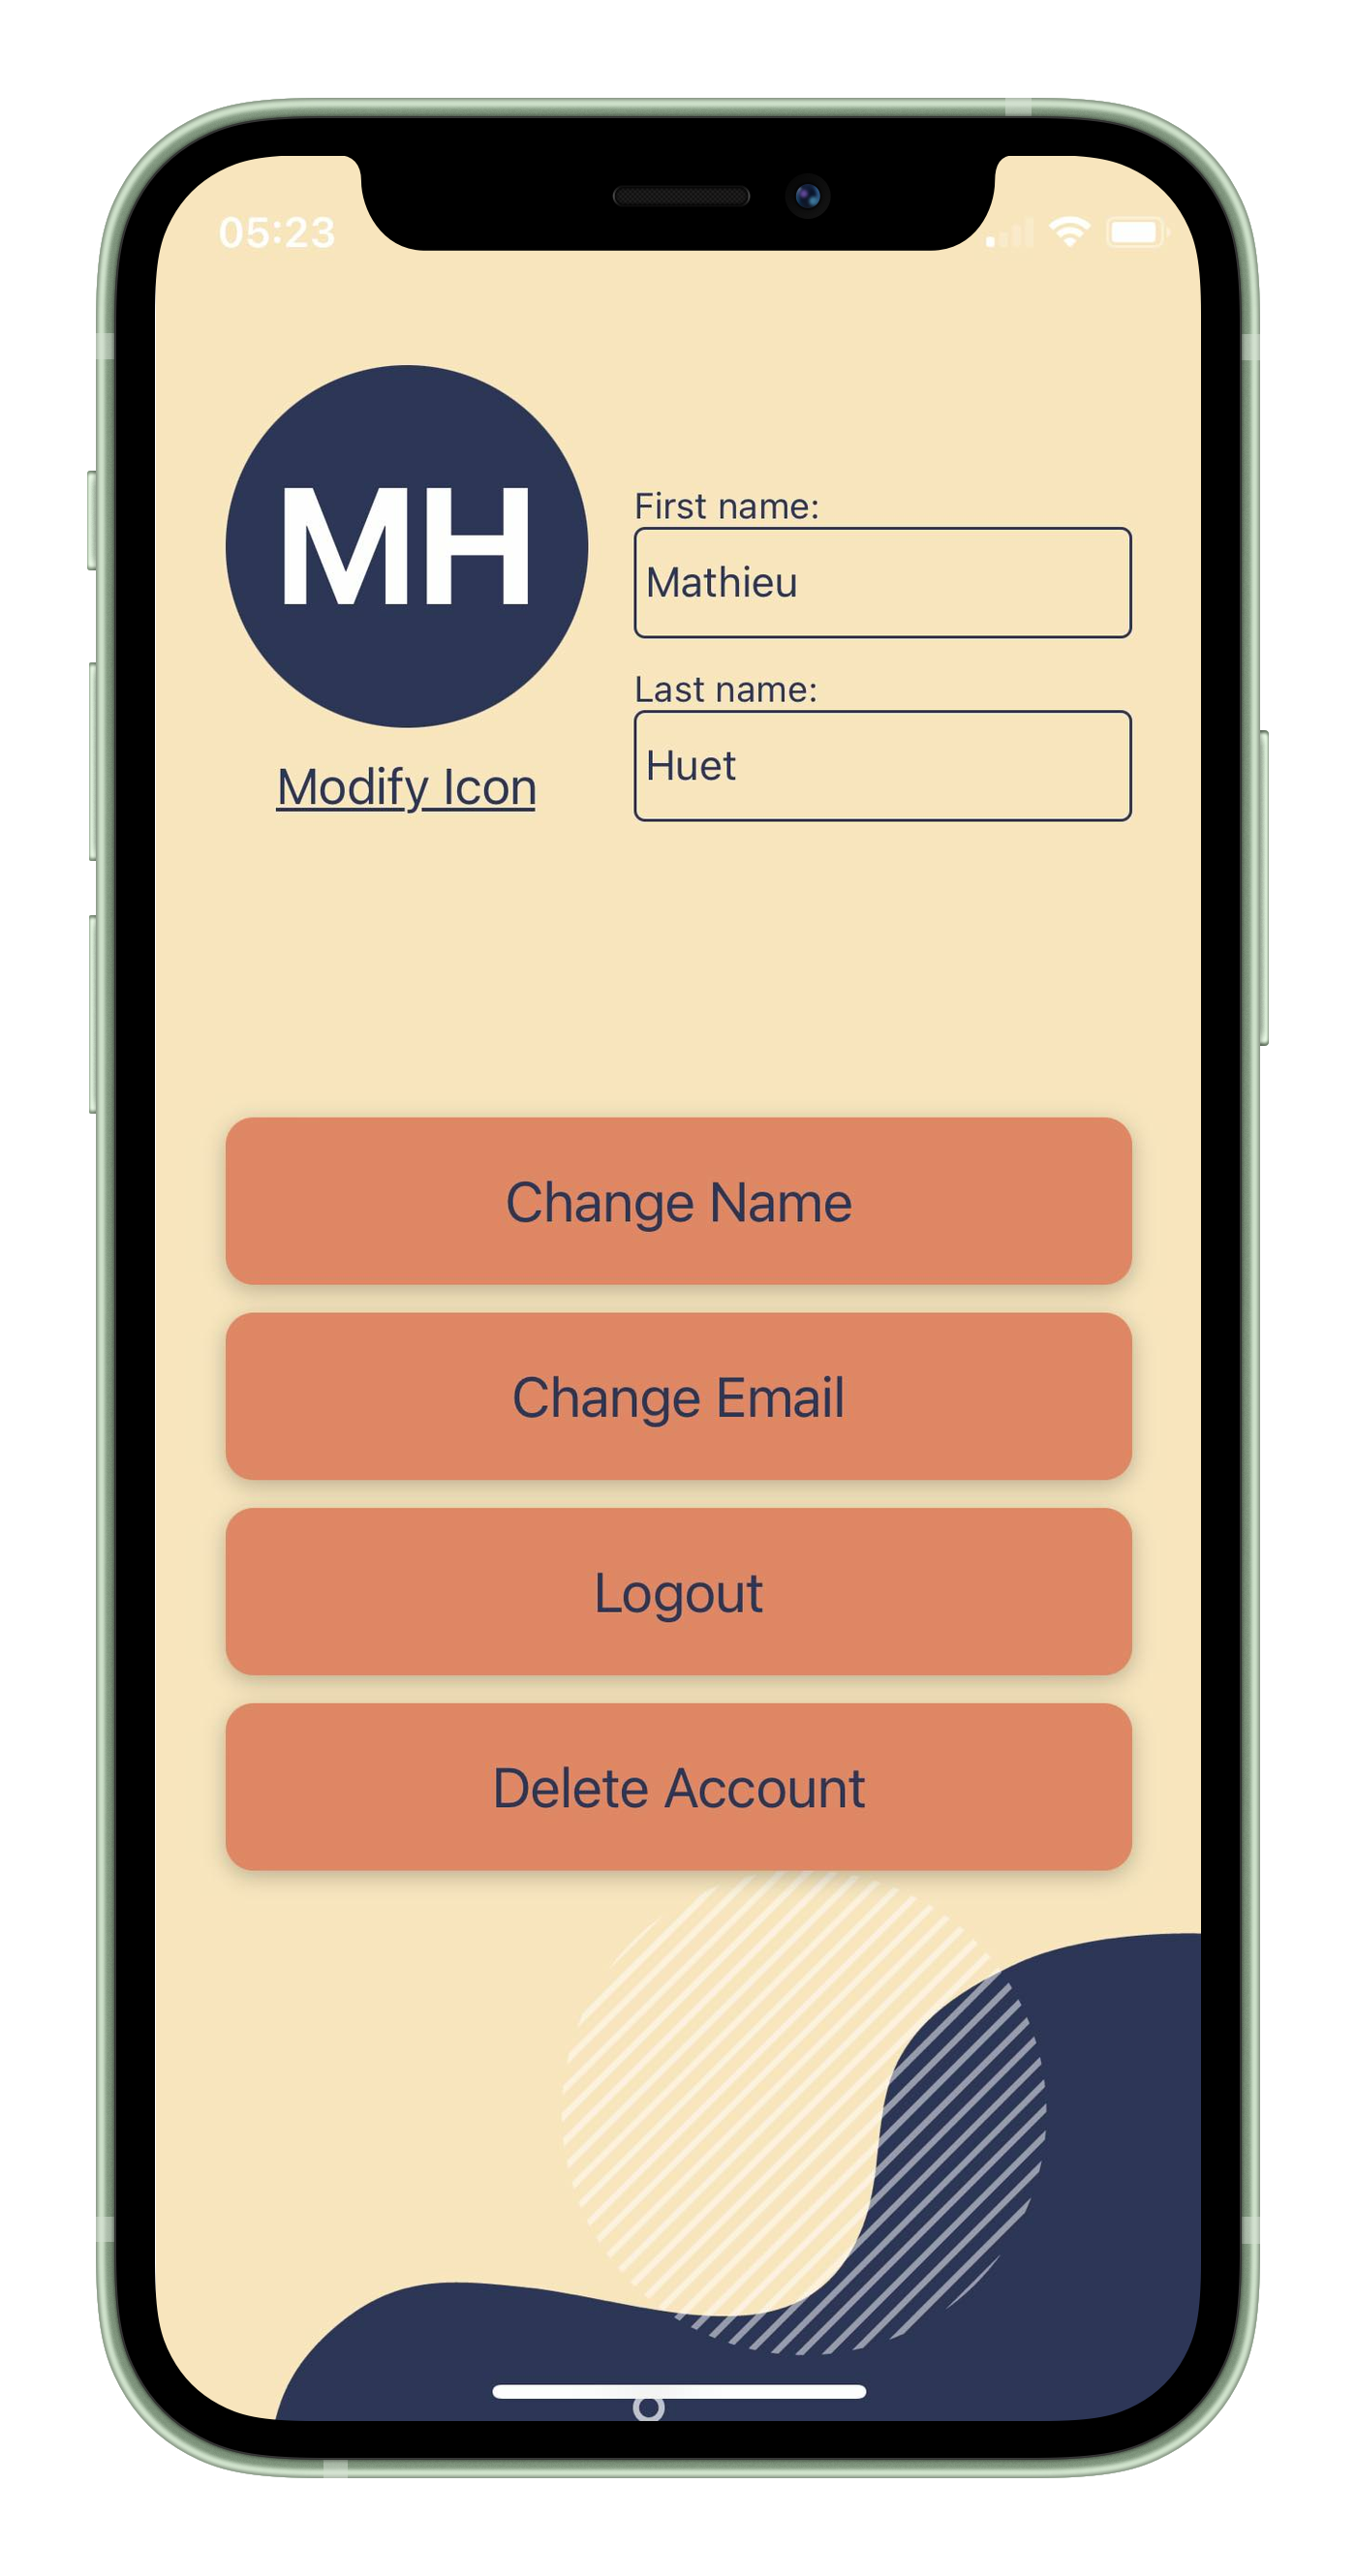 05:23
MH
Modify Icon
First name:
Mathieu
Last name:
Huet
Change Name
Change Email
Logout
Delete Account